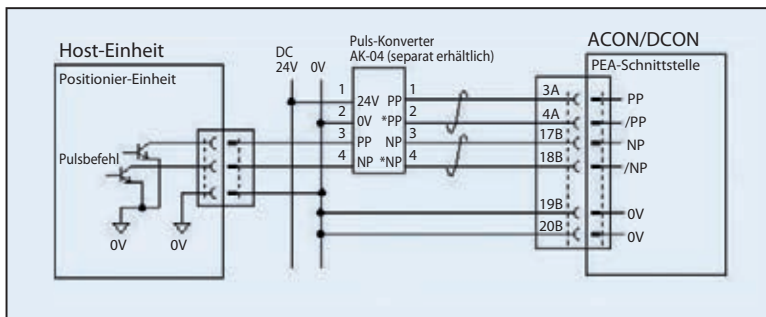 Host-Einheit
Positionier-Einheit
Pulsbefehl
0V
0V
DC
24V 0V
Puls-Konverter
AK-04 (separat erhältlich)
1 24V PP 1
2 0V *PP 2
3 PP NP 3
4 NP *NP 4
ACON/DCON
PEA-Schnittstelle
3A PP
4A /PP
17B NP
18B /NP
19B 0V
20B 0V